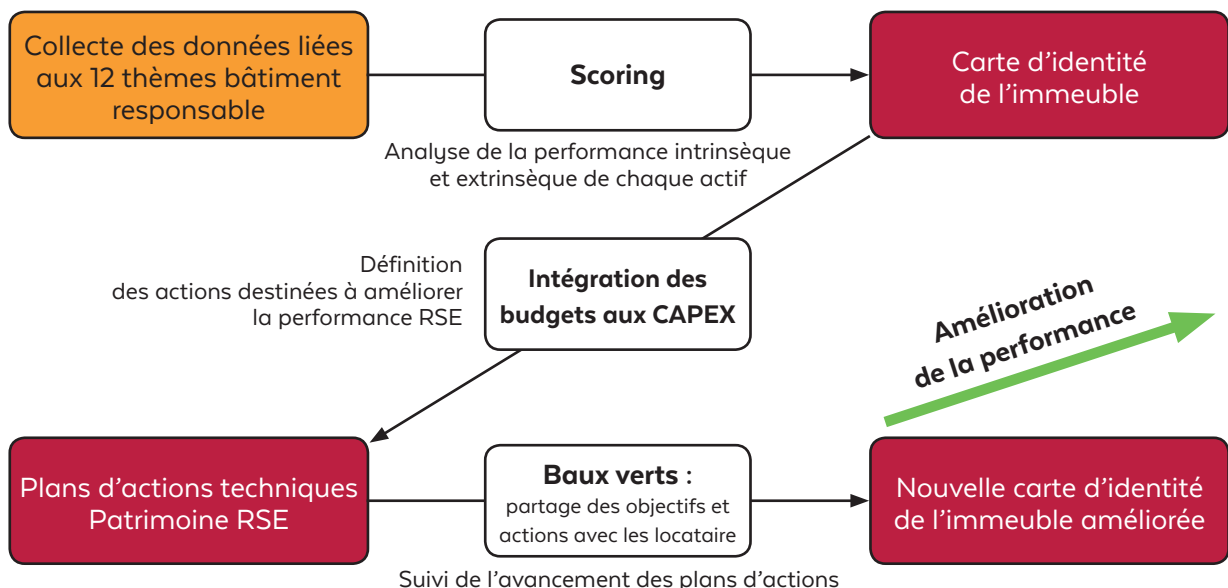 Collecte des données liées
aux 12 thèmes bâtiment
responsable
Scoring
Carte d’identité
de l’immeuble
Analyse de la performance intrinsèque
et extrinsèque de chaque actif
Définition
des actions destinées à améliorer
la performance RSE
Intégration des
budgets aux CAPEX
Amélioration
de la performance
Plans d’actions techniques
Patrimoine RSE
Baux verts :
partage des objectifs et
actions avec les locataire
Nouvelle carte d’identité
de l’immeuble améliorée
Suivi de l’avancement des plans d’actions